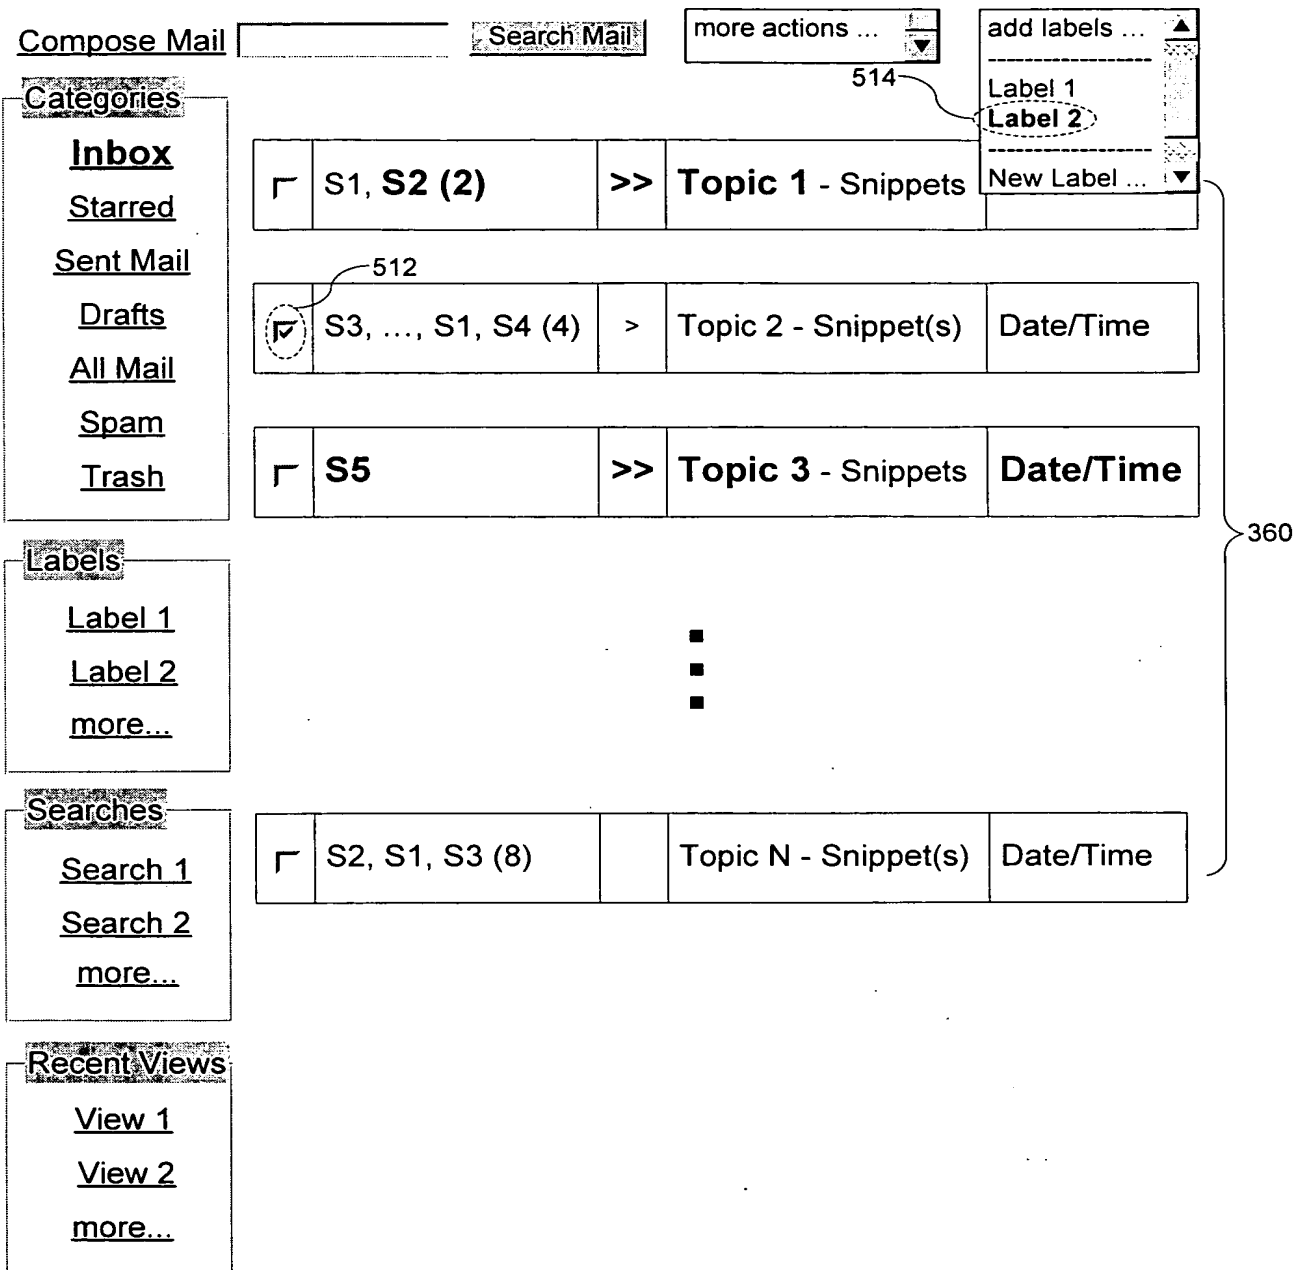 Compose Mail Search Mail more actions ... add labels ...
514
Label 1
Label 2
New Label ...
Categories
Inbox
Starred
Sent Mail
Drafts
All Mail
Spam
Trash
S1, S2 (2) >> Topic 1 - Snippets
512
S3, ..., S1, S4 (4) > Topic 2 - Snippet(s) Date/Time
S5 >> Topic 3 - Snippets Date/Time
360
Labels
Label 1
Label 2
more...
Searches
Search 1
Search 2
more...
S2, S1, S3 (8) Topic N - Snippet(s) Date/Time
Recent Views
View 1
View 2
more...